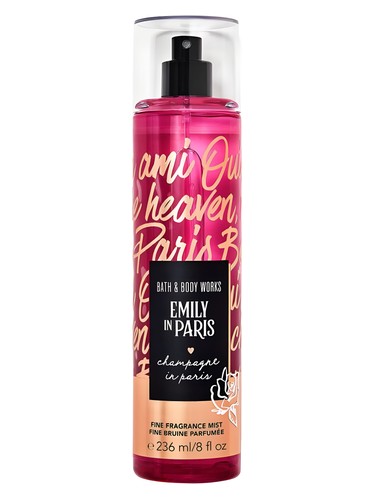 ami Ou
e heaven,
Paris B
BATH & BODY WORKS
EMILY
IN PARIS
champagne
in paris
FINE FRAGRANCE MIST
FINE BRUINE PARFUMÉE
e 236 ml/8 fl oz